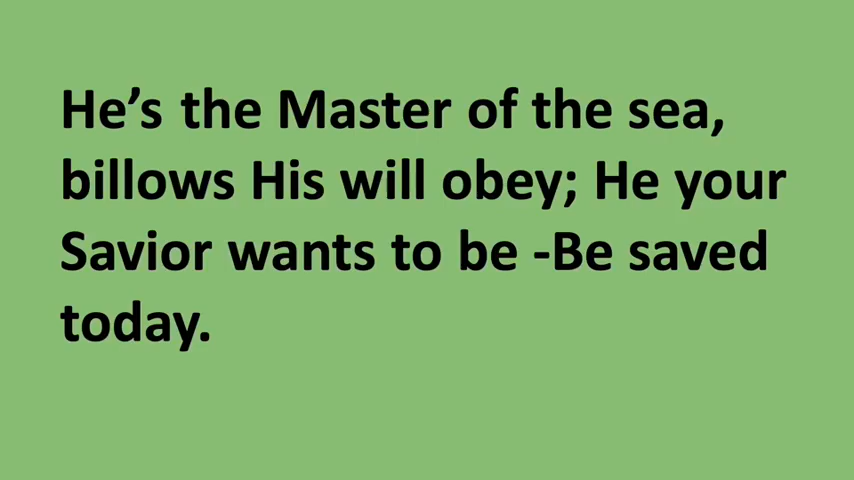 He’s the Master of the sea,
billows His will obey; He your
Savior wants to be -Be saved
today.